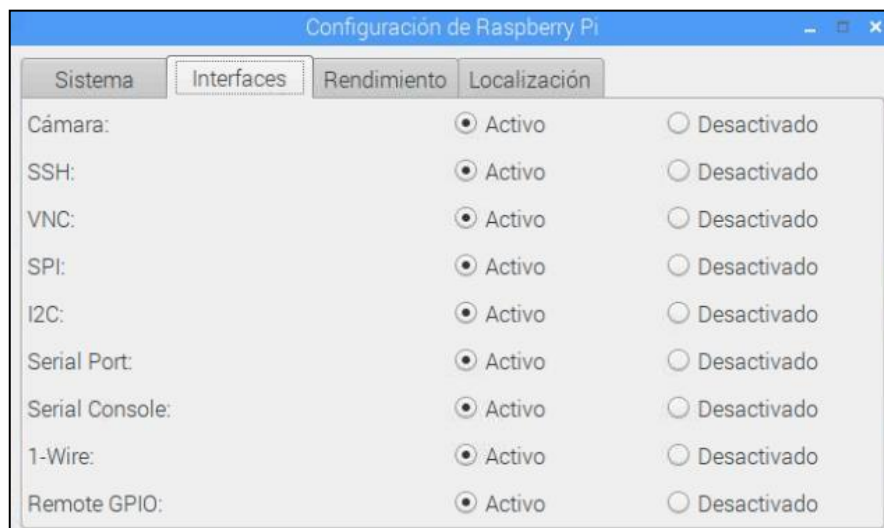 Configuración de Raspberry Pi
Sistema Interfaces Rendimiento Localización
Cámara: Activo Desactivado
SSH: Activo Desactivado
VNC: Activo Desactivado
SPI: Activo Desactivado
I2C: Activo Desactivado
Serial Port: Activo Desactivado
Serial Console: Activo Desactivado
1-Wire: Activo Desactivado
Remote GPIO: Activo Desactivado